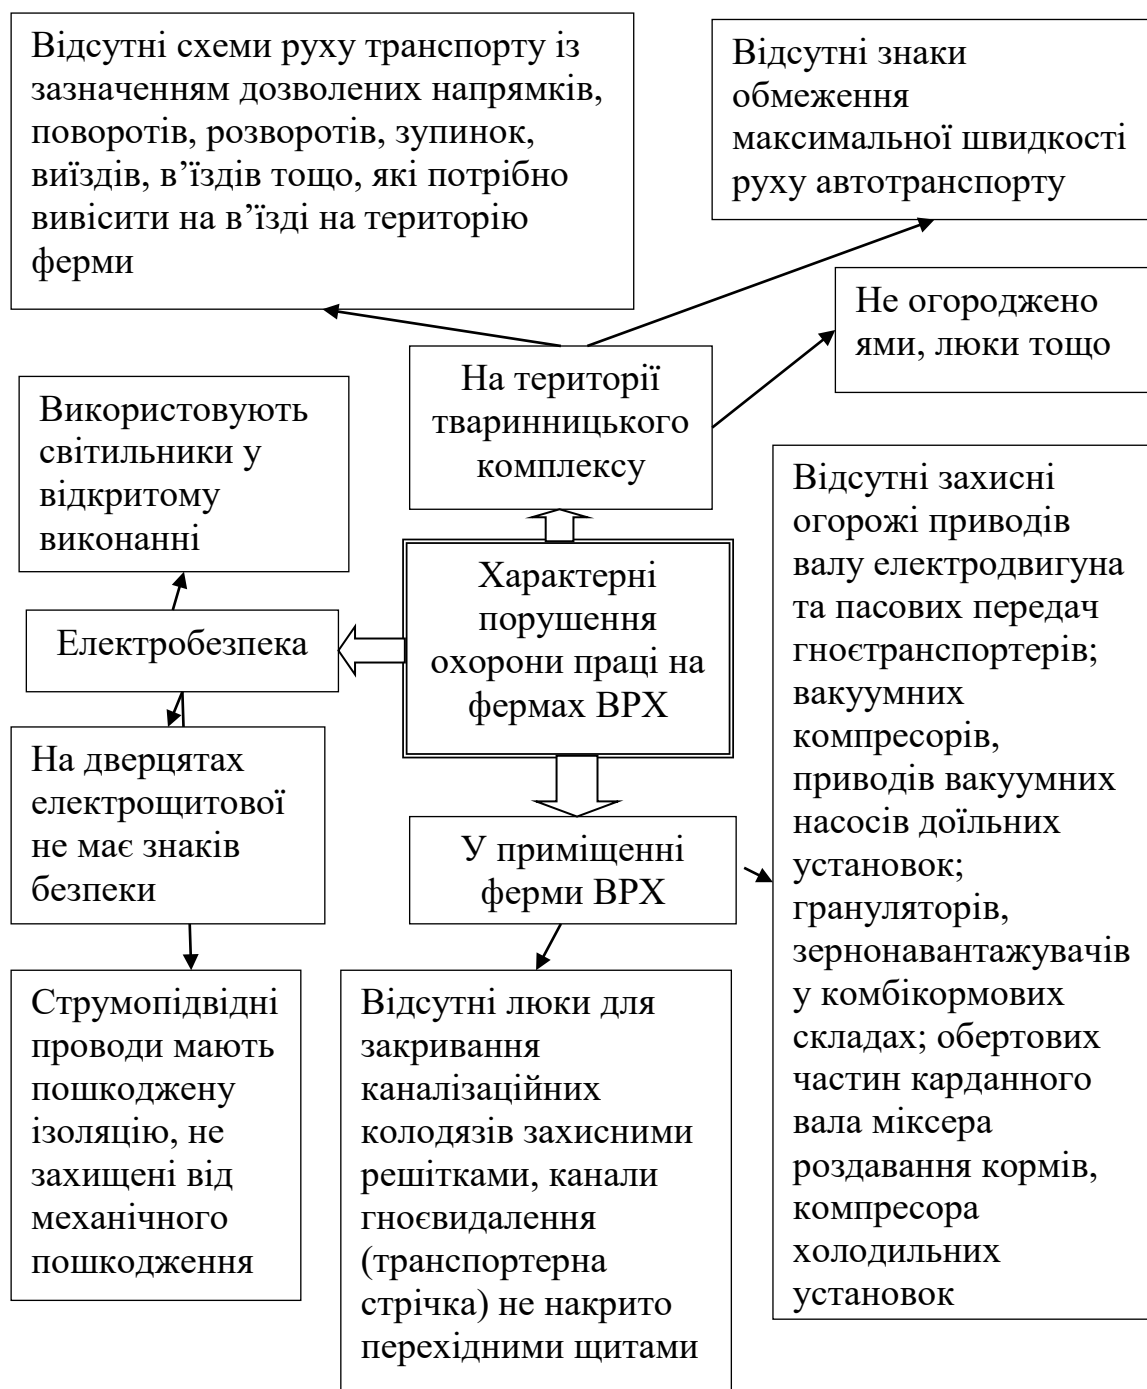 Відсутні схеми руху транспорту із
зазначенням дозволених напрямків,
поворотів, розворотів, зупинок,
виїздів, в’їздів тощо, які потрібно
вивісити на в’їзді на територію
ферми
Відсутні знаки
обмеження
максимальної швидкості
руху автотранспорту
Не огороджено
ями, люки тощо
На території
тваринницького
комплексу
Використовують
світильники у
відкритому
виконанні
Електробезпека
Характерні
порушення
охорони праці на
фермах ВРХ
На дверцятах
електрощитової
не має знаків
безпеки
У приміщенні
ферми ВРХ
Відсутні захисні
огорожі приводів
валу електродвигуна
та пасових передач
гноєтранспортерів;
вакуумних
компресорів,
приводів вакуумних
насосів доїльних
установок;
грануляторів,
зернонавантажувачів
у комбікормових
складах; обертових
частин карданного
вала міксера
роздавання кормів,
компресора
холодильних
установок
Струмопідвідні
проводи мають
пошкоджену
ізоляцію, не
захищені від
механічного
пошкодження
Відсутні люки для
закривання
каналізаційних
колодязів захисними
решітками, канали
гноєвидалення
(транспортерна
стрічка) не накрито
перехідними щитами